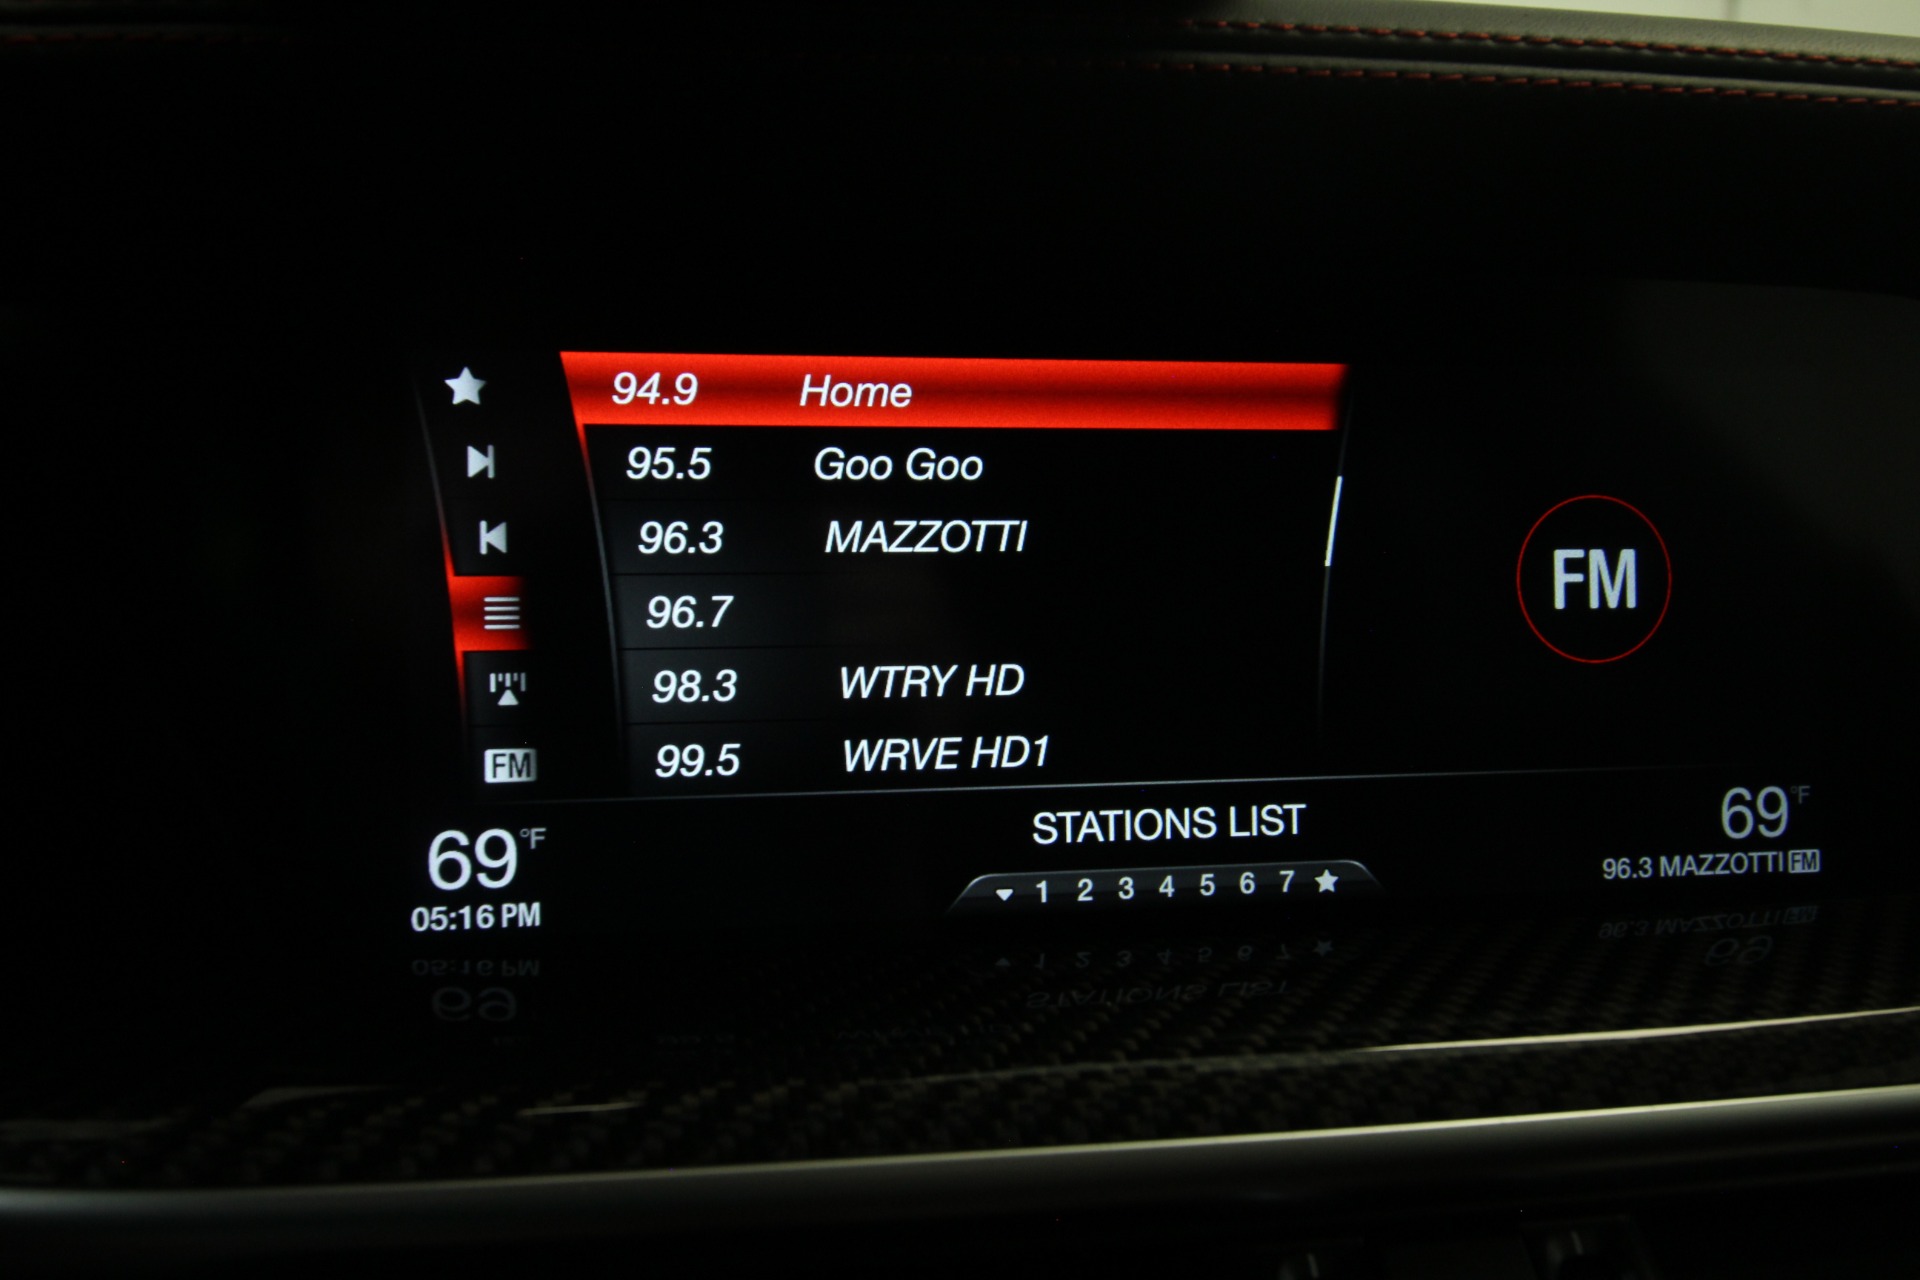 94.9 Home
95.5 Goo Goo
96.3 MAZZOTTI
96.7
98.3 WTRY HD
99.5 WRVE HD1
FM
FM
STATIONS LIST
1 2 3 4 5 6 7
69°F
05:16 PM
69°F
96.3 MAZZOTTI FM